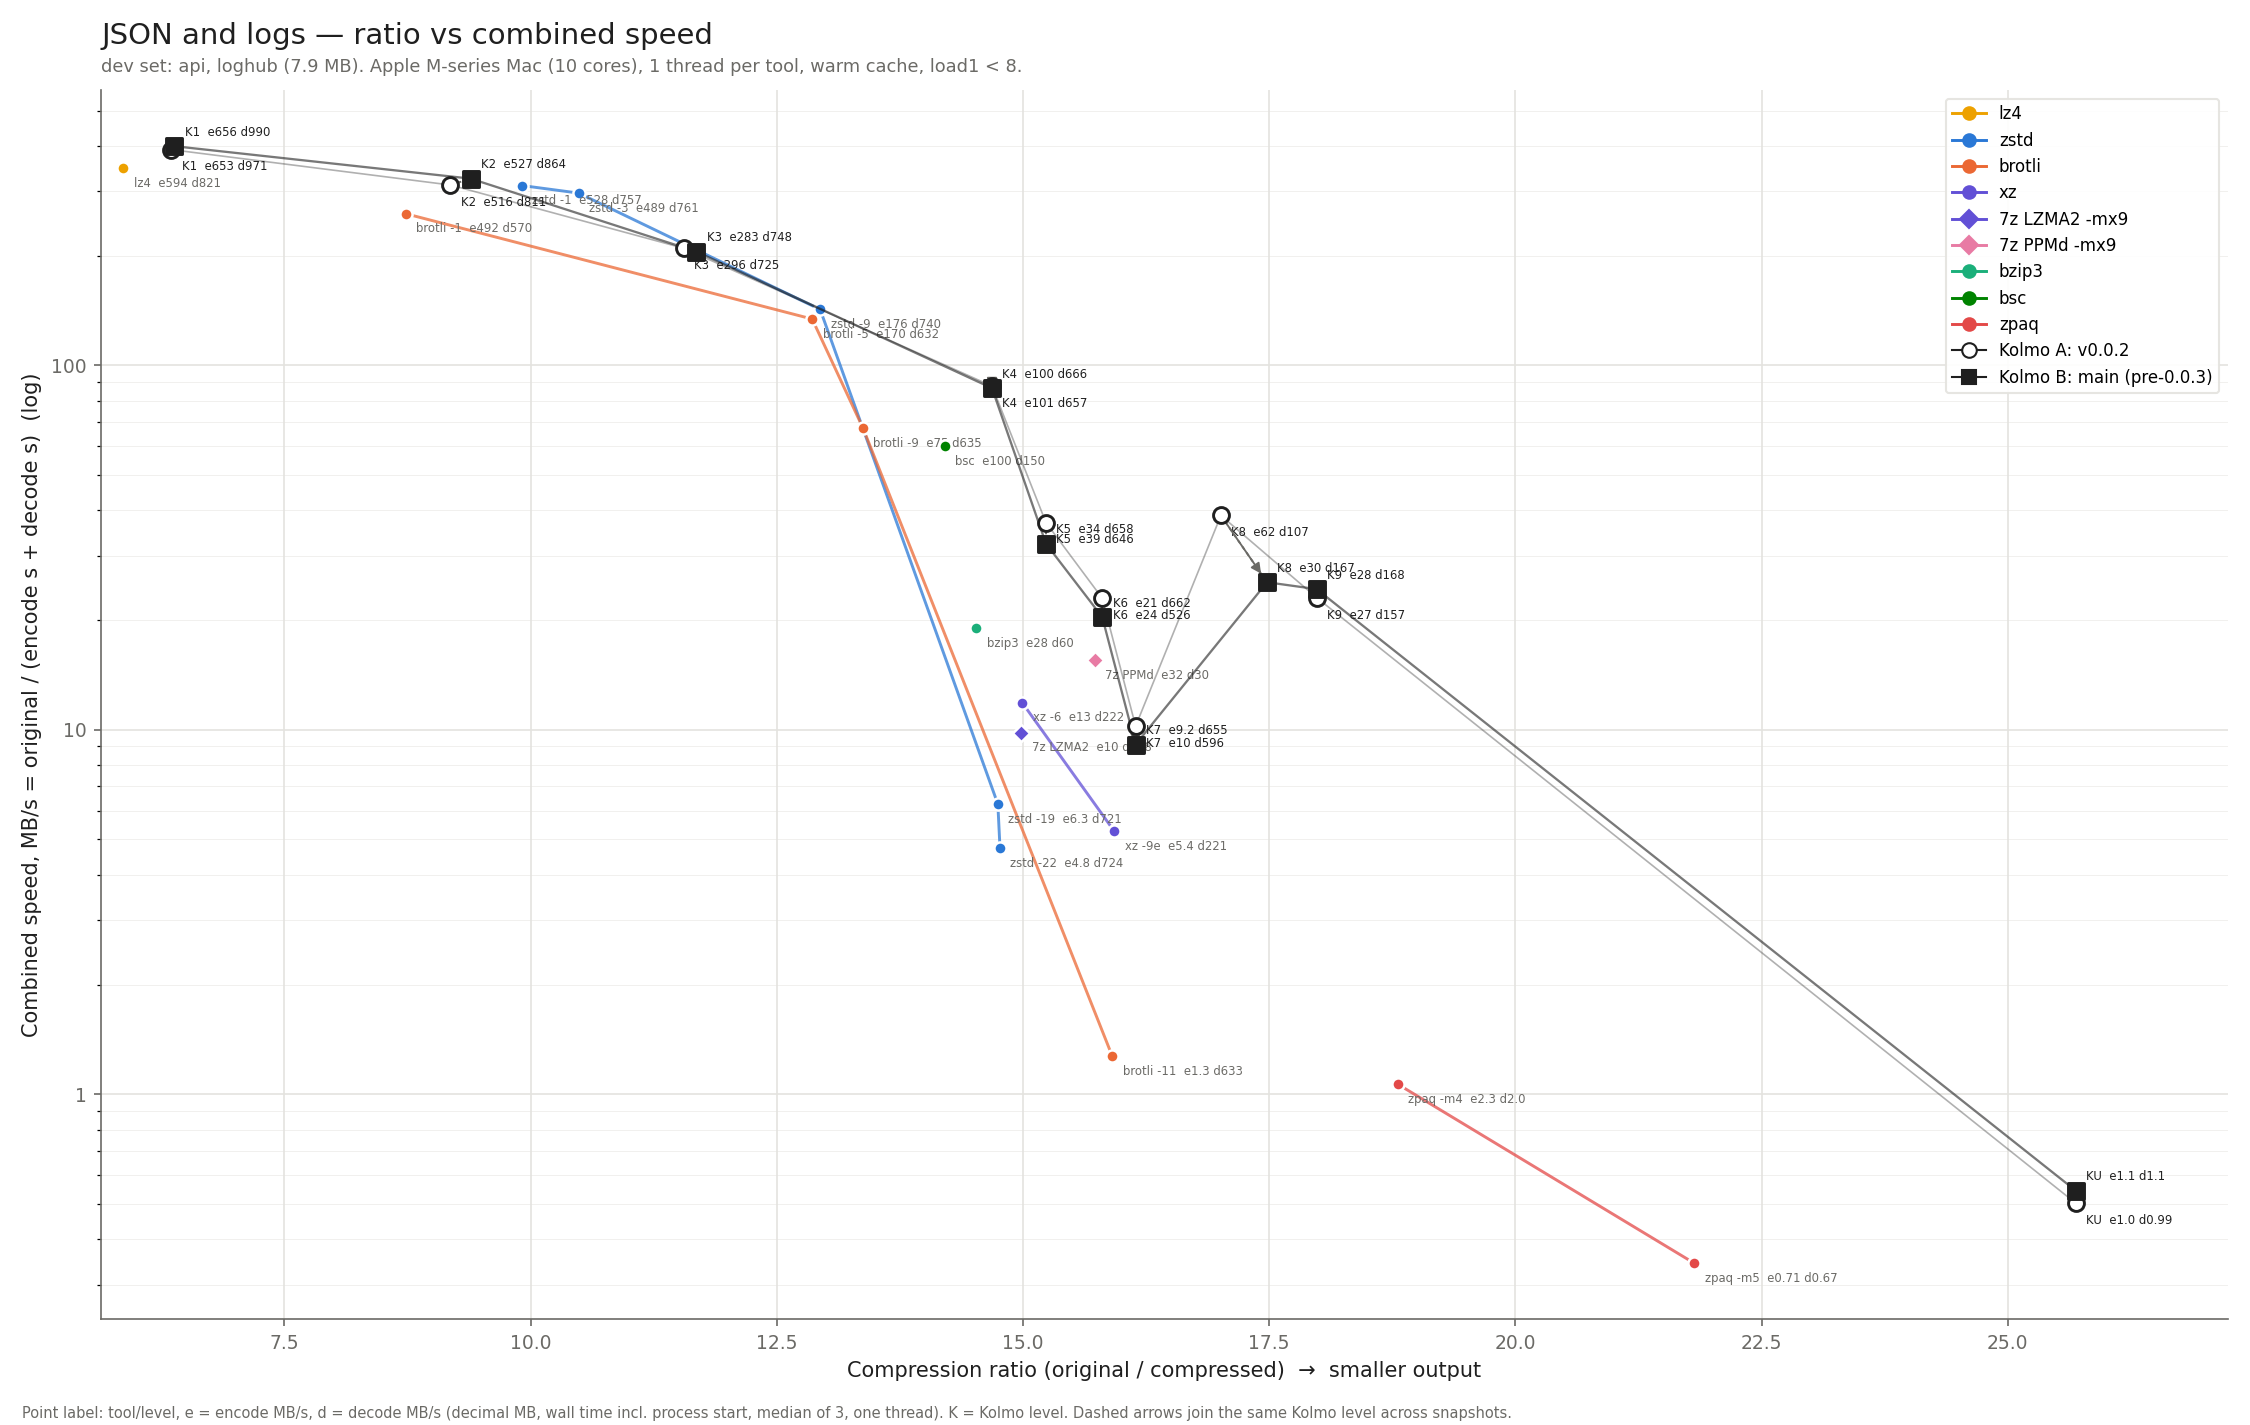 JSON and logs — ratio vs combined speed
dev set: api, loghub (7.9 MB). Apple M-series Mac (10 cores), 1 thread per tool, warm cache, load1 < 8.
lz4
zstd
brotli
xz
7z LZMA2 -mx9
7z PPMd -mx9
bzip3
bsc
zpaq
Kolmo A: v0.0.2
Kolmo B: main (pre-0.0.3)
K1 e656 d990
K1 e653 d971
lz4 e594 d821
K2 e527 d864
K2 e516 d811
zstd -1 e528 d757
zstd -3 e489 d761
brotli -1 e492 d570
K3 e283 d748
K3 e296 d725
zstd -9 e176 d740
brotli -5 e170 d632
K4 e100 d666
K4 e101 d657
brotli -9 e75 d635
bsc e100 d150
K5 e34 d658
K5 e39 d646
K8 e62 d107
K8 e30 d167
K9 e28 d168
K9 e27 d157
K6 e21 d662
K6 e24 d526
bzip3 e28 d60
7z PPMd e32 d30
xz -6 e13 d222
K7 e9.2 d655
K7 e10 d596
7z LZMA2 e10
zstd -19 e6.3 d721
xz -9e e5.4 d221
zstd -22 e4.8 d724
brotli -11 e1.3 d633
zpaq -m4 e2.3 d2.0
KU e1.1 d1.1
KU e1.0 d0.99
zpaq -m5 e0.71 d0.67
100
10
1
Combined speed, MB/s = original / (encode s + decode s) (log)
7.5
10.0
12.5
15.0
17.5
20.0
22.5
25.0
Compression ratio (original / compressed) → smaller output
Point label: tool/level, e = encode MB/s, d = decode MB/s (decimal MB, wall time incl. process start, median of 3, one thread). K = Kolmo level. Dashed arrows join the same Kolmo level across snapshots.